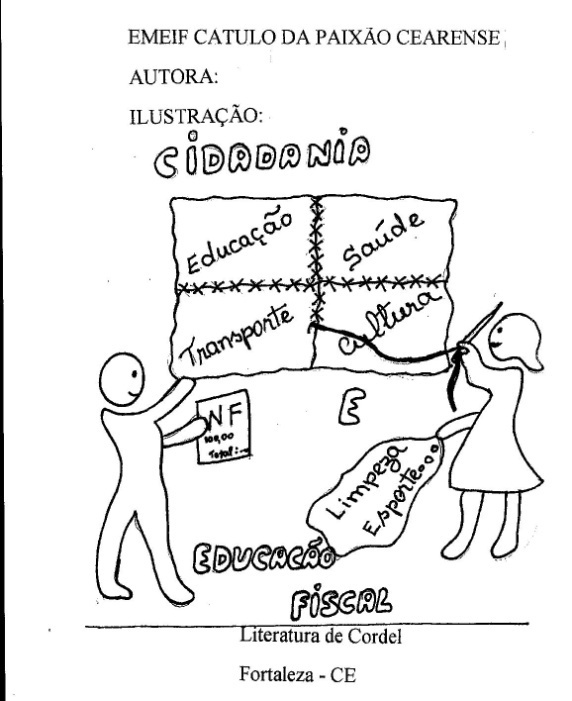 EMEIF CATULO DA PAIXÃO CEARENSE
AUTORA:
ILUSTRAÇÃO:
CIDADANIA
Educação
Saúde
Transporte
Cultura
NF
100,00
Total:
E
Limpeza
Esporte...
EDUCACÃO
FISCAL
Literatura de Cordel
Fortaleza - CE